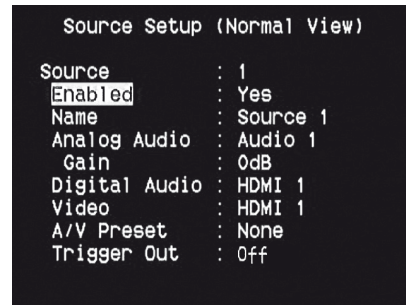 Source Setup (Normal View)
Source : 1
Enabled : Yes
Name : Source 1
Analog Audio : Audio 1
Gain : 0dB
Digital Audio : HDMI 1
Video : HDMI 1
A/V Preset : None
Trigger Out : Off